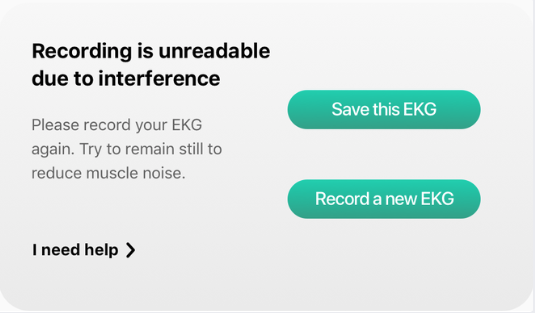 Recording is unreadable
due to interference
Please record your EKG
again. Try to remain still to
reduce muscle noise.
I need help
Save this EKG
Record a new EKG